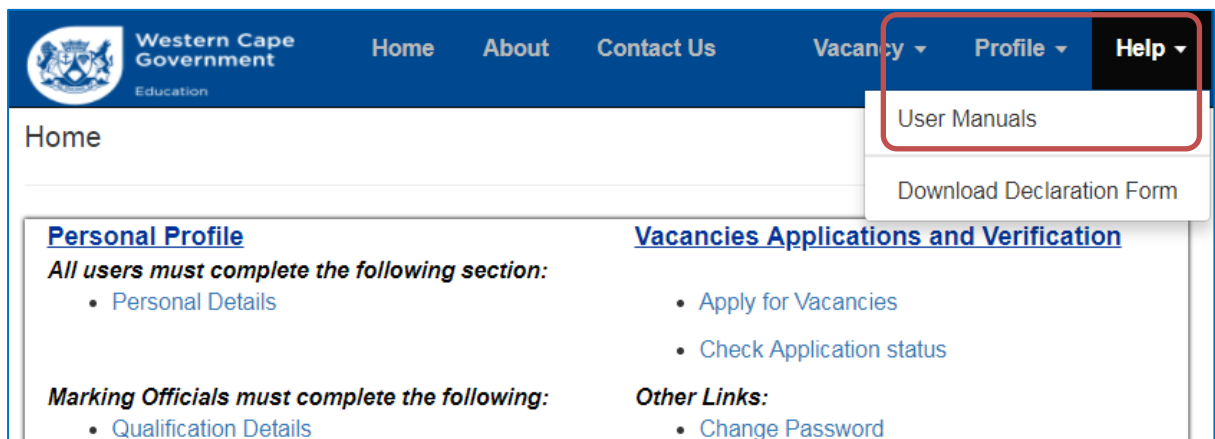 Western Cape
Government
Education
Home About Contact Us Vacancy Profile Help
User Manuals
Download Declaration Form
Home
Personal Profile
All users must complete the following section:
• Personal Details
Marking Officials must complete the following:
• Qualification Details
Vacancies Applications and Verification
• Apply for Vacancies
• Check Application status
Other Links:
• Change Password